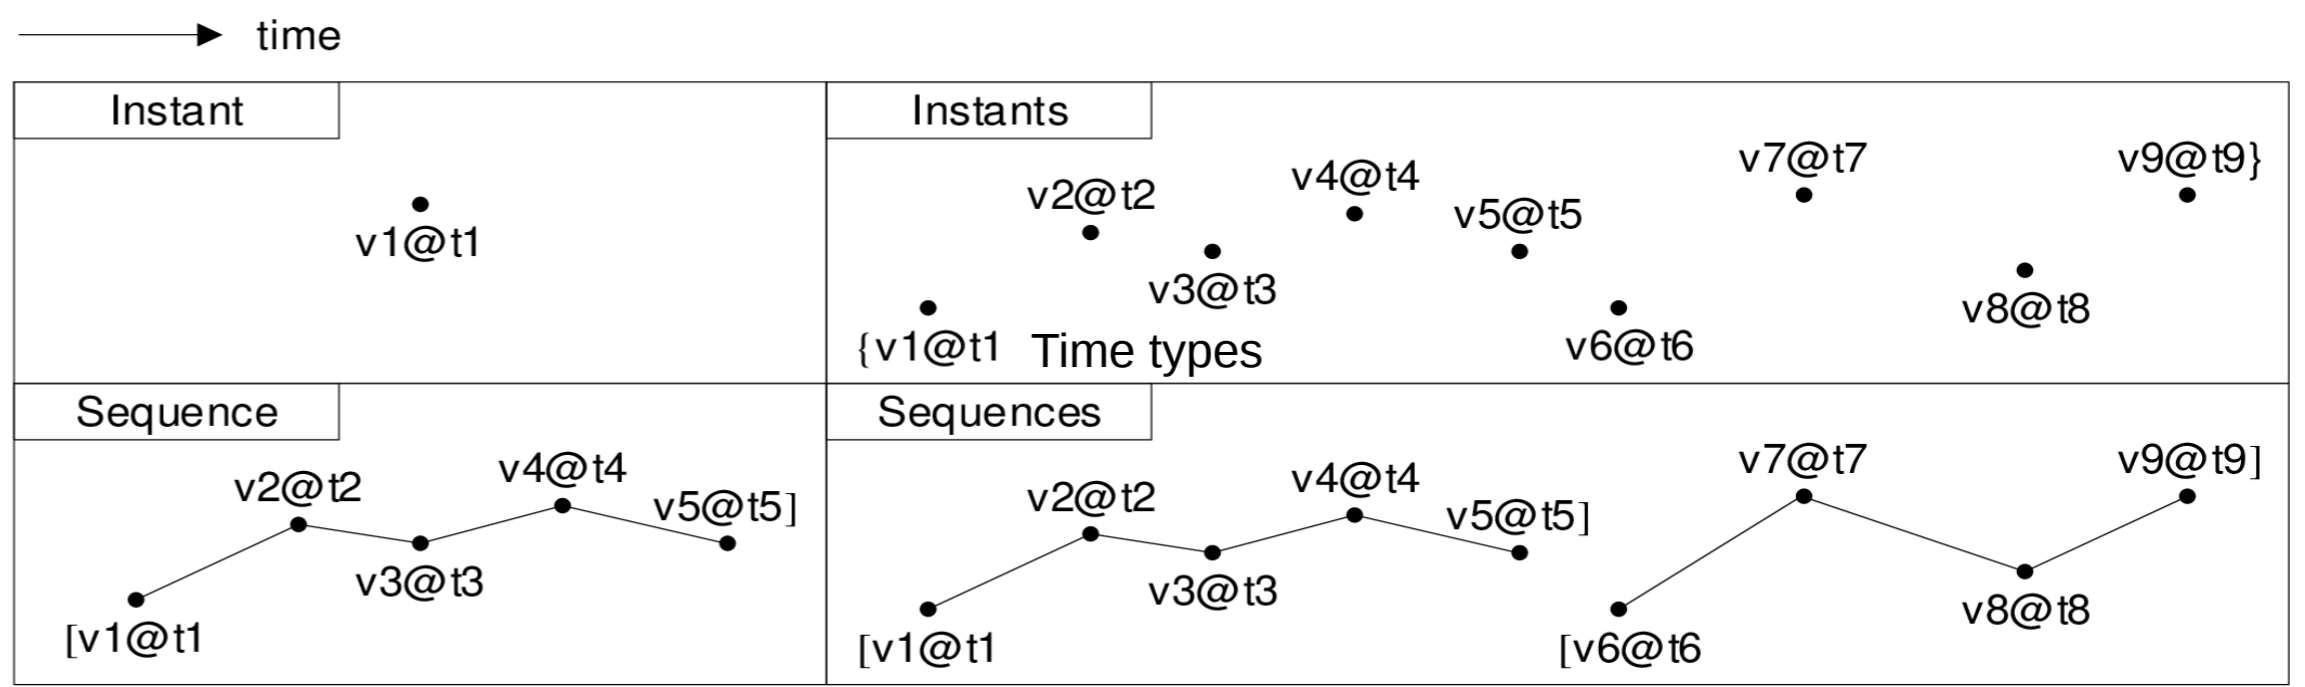 time
Instant
v1@t1
Instants
{v1@t1
v2@t2
v3@t3
v4@t4
v5@t5
v6@t6
v7@t7
v8@t8
v9@t9}
Time types
Sequence
[v1@t1
v2@t2
v3@t3
v4@t4
v5@t5]
Sequences
[v1@t1
v2@t2
v3@t3
v4@t4
v5@t5]
[v6@t6
v7@t7
v8@t8
v9@t9]